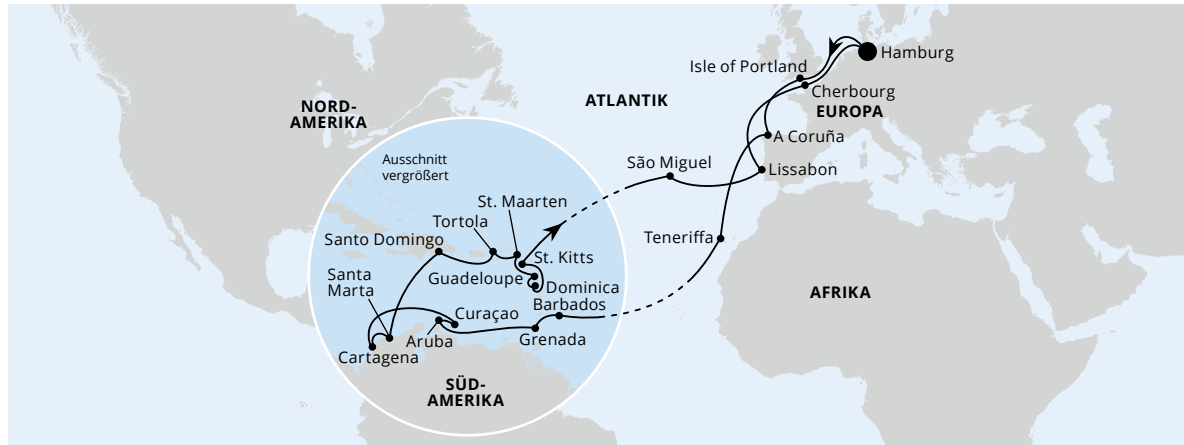 Hamburg
Isle of Portland
Cherbourg
EUROPA
NORD-
AMERIKA
ATLANTIK
A Coruña
Ausschnitt
vergrößert
São Miguel
Lissabon
St. Maarten
Tortola
Santo Domingo
Teneriffa
St. Kitts
Guadeloupe
Santa
Marta
Dominica
Barbados
AFRIKA
Curaçao
Aruba
Grenada
Cartagena
SÜD-
AMERIKA